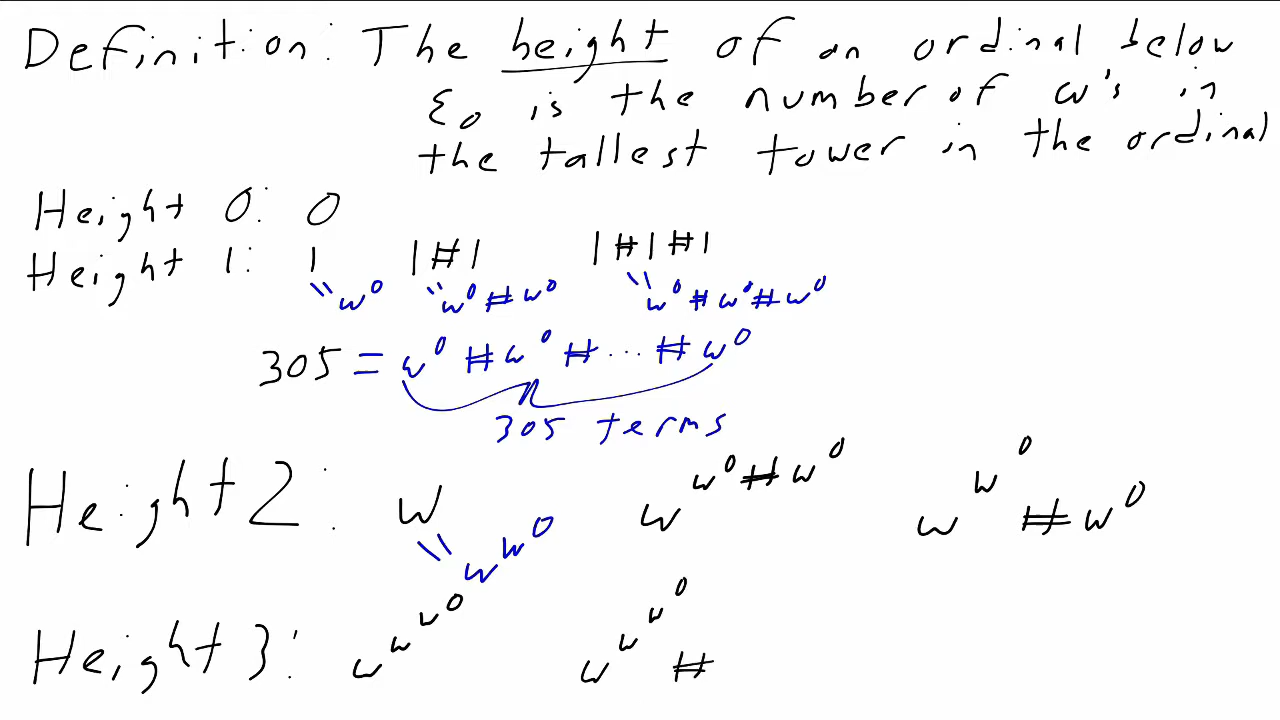 Definition: The height of an ordinal below
ε₀ is the number of ω's in
the tallest tower in the ordinal
Height 0: 0
Height 1: 1 1#1 1#1#1
"ω⁰ "ω⁰#ω⁰ "ω⁰#ω⁰#ω⁰
305 = ω⁰ # ω⁰ # ... # ω⁰
305 terms
Height 2: ω ω^(ω⁰#ω⁰) ω^(ω⁰) # ω⁰
"ω^(ω⁰)
Height 3: ω^(ω^(ω⁰)) ω^(ω^(ω⁰)) #